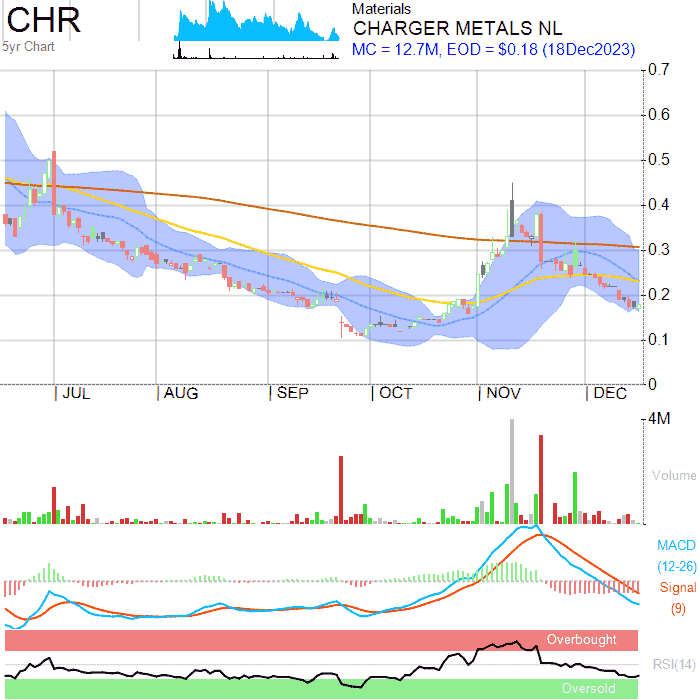 CHR
5yr Chart
Materials
CHARGER METALS NL
MC = 12.7M, EOD = $0.18 (18Dec2023)
0.7
0.6
0.5
0.4
0.3
0.2
0.1
0
JUL AUG SEP OCT NOV DEC
4M
Volume
MACD
(12-26)
Signal
(9)
Overbought
RSI(14)
Oversold